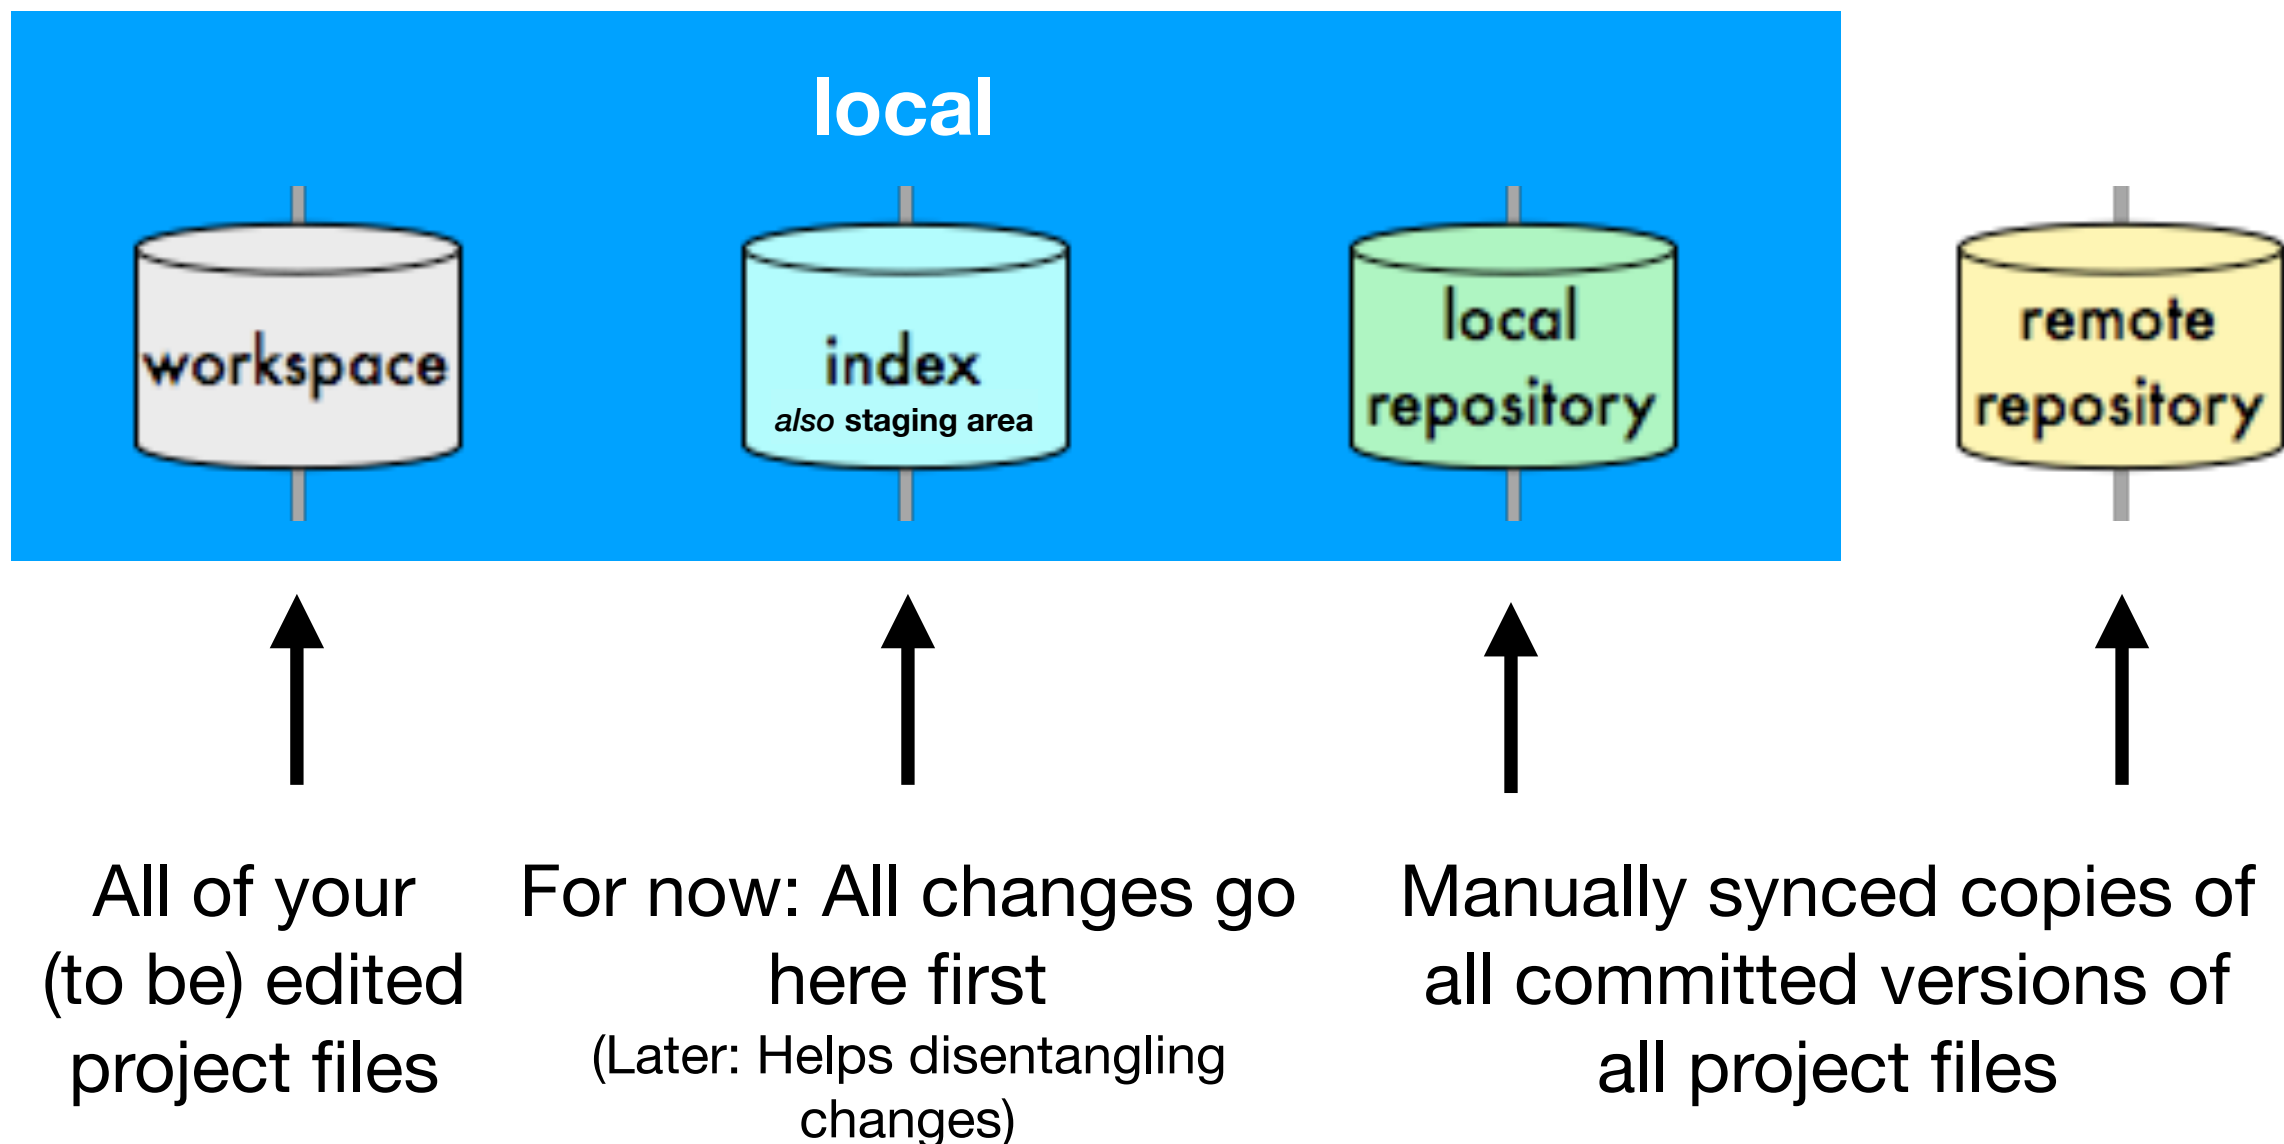 local
workspace
index
also staging area
local
repository
remote
repository
All of your
(to be) edited
project files
For now: All changes go
here first
(Later: Helps disentangling
changes)
Manually synced copies of
all committed versions of
all project files